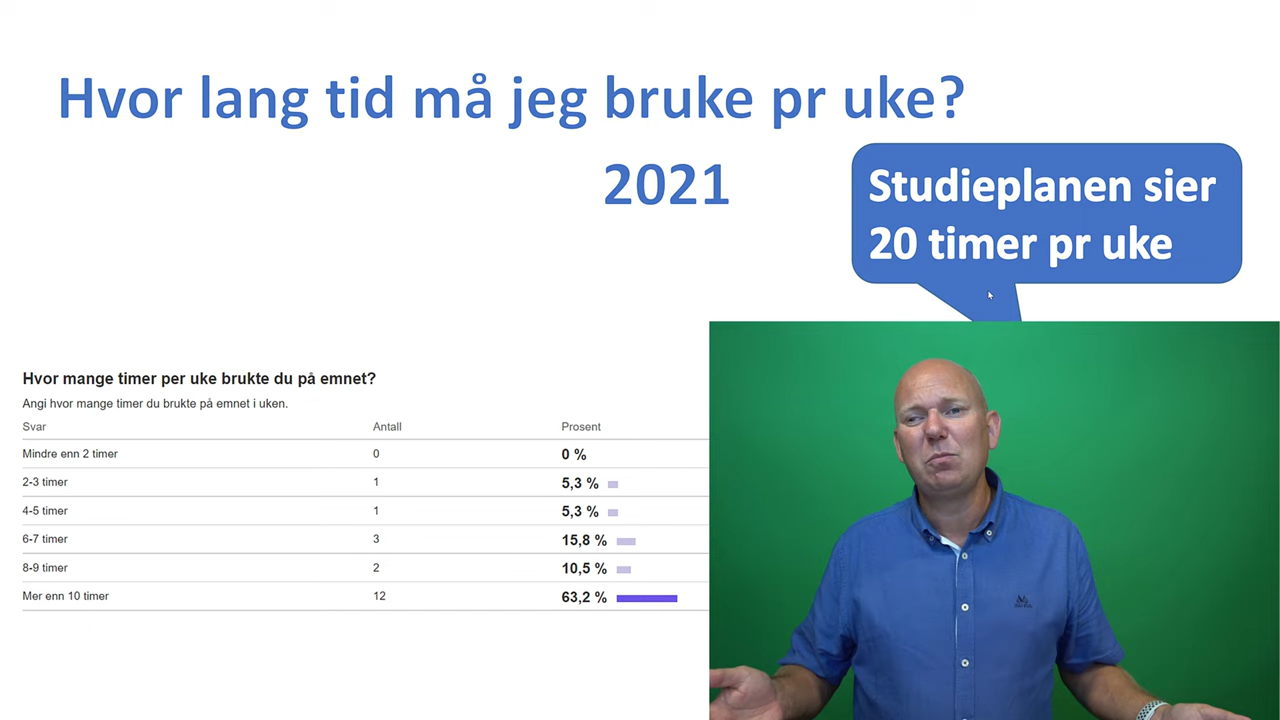 Hvor lang tid må jeg bruke pr uke?
2021
Studieplanen sier
20 timer pr uke
Hvor mange timer per uke brukte du på emnet?
Angi hvor mange timer du brukte på emnet i uken.
Svar Antall Prosent
Mindre enn 2 timer 0 0 %
2-3 timer 1 5,3 %
4-5 timer 1 5,3 %
6-7 timer 3 15,8 %
8-9 timer 2 10,5 %
Mer enn 10 timer 12 63,2 %